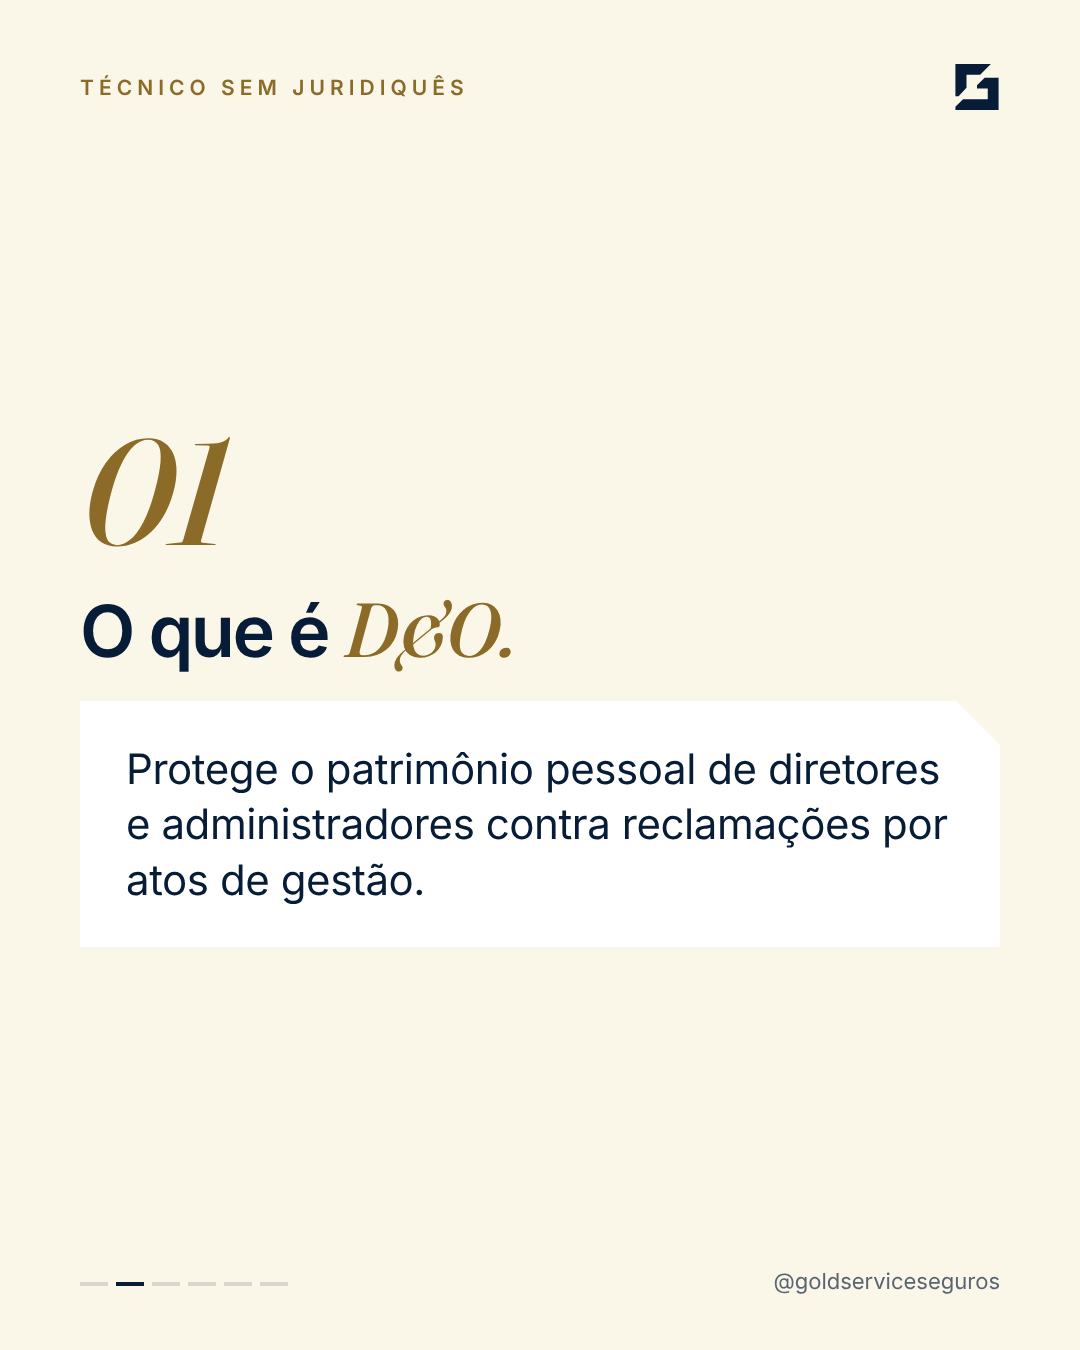 TÉCNICO SEM JURIDIQUÊS
01
O que é D&O.
Protege o patrimônio pessoal de diretores
e administradores contra reclamações por
atos de gestão.
@goldserviceseguros